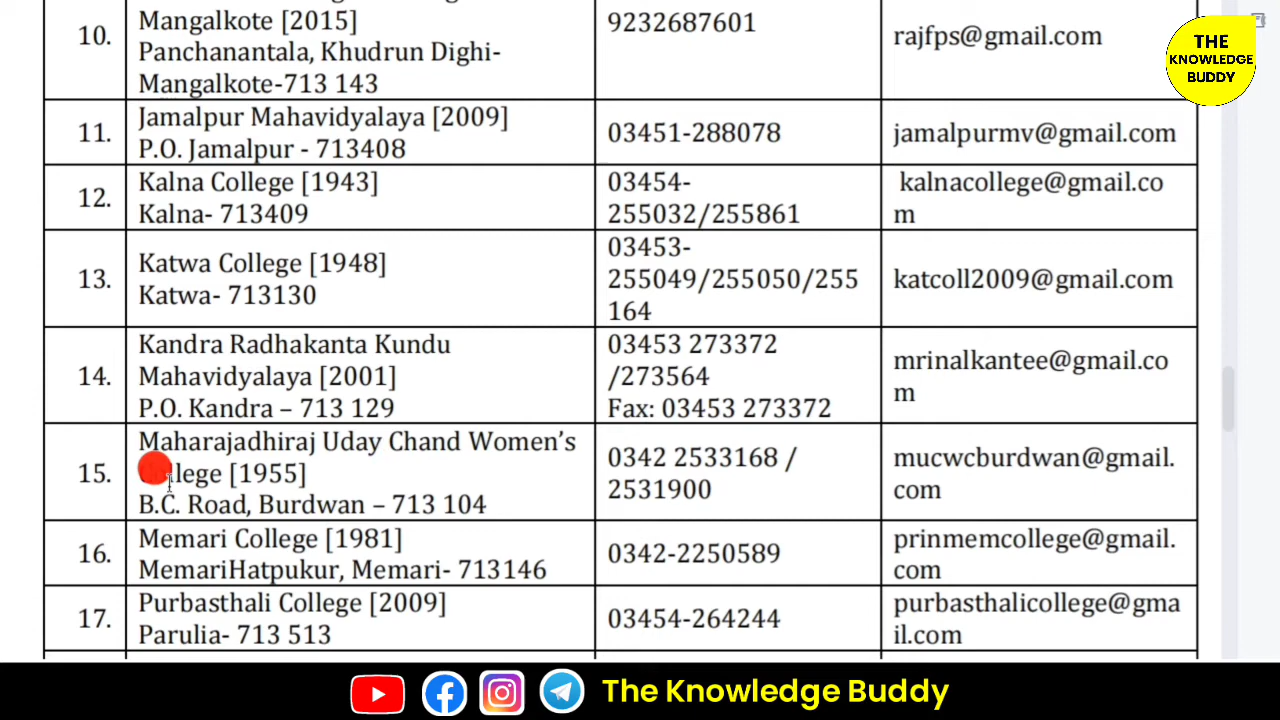 10.
Mangalkote [2015]
Panchanantala, Khudrun Dighi-
Mangalkote-713 143
9232687601
rajfps@gmail.com
THE
KNOWLEDGE
BUDDY
11.
Jamalpur Mahavidyalaya [2009]
P.O. Jamalpur - 713408
03451-288078
jamalpurmv@gmail.com
12.
Kalna College [1943]
Kalna- 713409
03454-
255032/255861
kalnacollege@gmail.co
m
13.
Katwa College [1948]
Katwa- 713130
03453-
255049/255050/255
164
katcoll2009@gmail.com
14.
Kandra Radhakanta Kundu
Mahavidyalaya [2001]
P.O. Kandra – 713 129
03453 273372
/273564
Fax: 03453 273372
mrinalkantee@gmail.co
m
15.
Maharajadhiraj Uday Chand Women’s
College [1955]
B.C. Road, Burdwan – 713 104
0342 2533168 /
2531900
mucwcburdwan@gmail.
com
16.
Memari College [1981]
MemariHatpukur, Memari- 713146
0342-2250589
prinmemcollege@gmail.
com
17.
Purbasthali College [2009]
Parulia- 713 513
03454-264244
purbasthalicollege@gma
il.com
The Knowledge Buddy